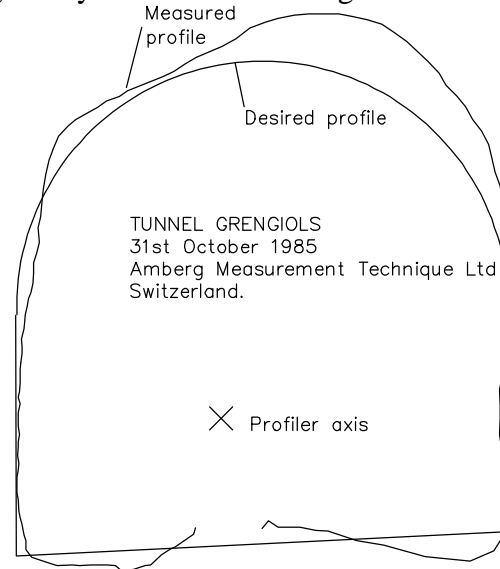 Measured
profile
Desired profile
TUNNEL GRENGIOLS
31st October 1985
Amberg Measurement Technique Ltd
Switzerland.
Profiler axis